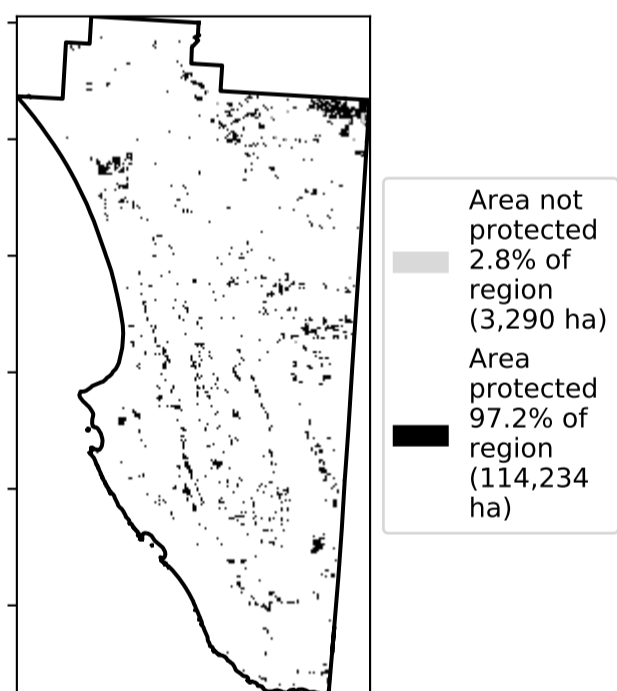 Area not
protected
2.8% of
region
(3,290 ha)
Area
protected
97.2% of
region
(114,234
ha)